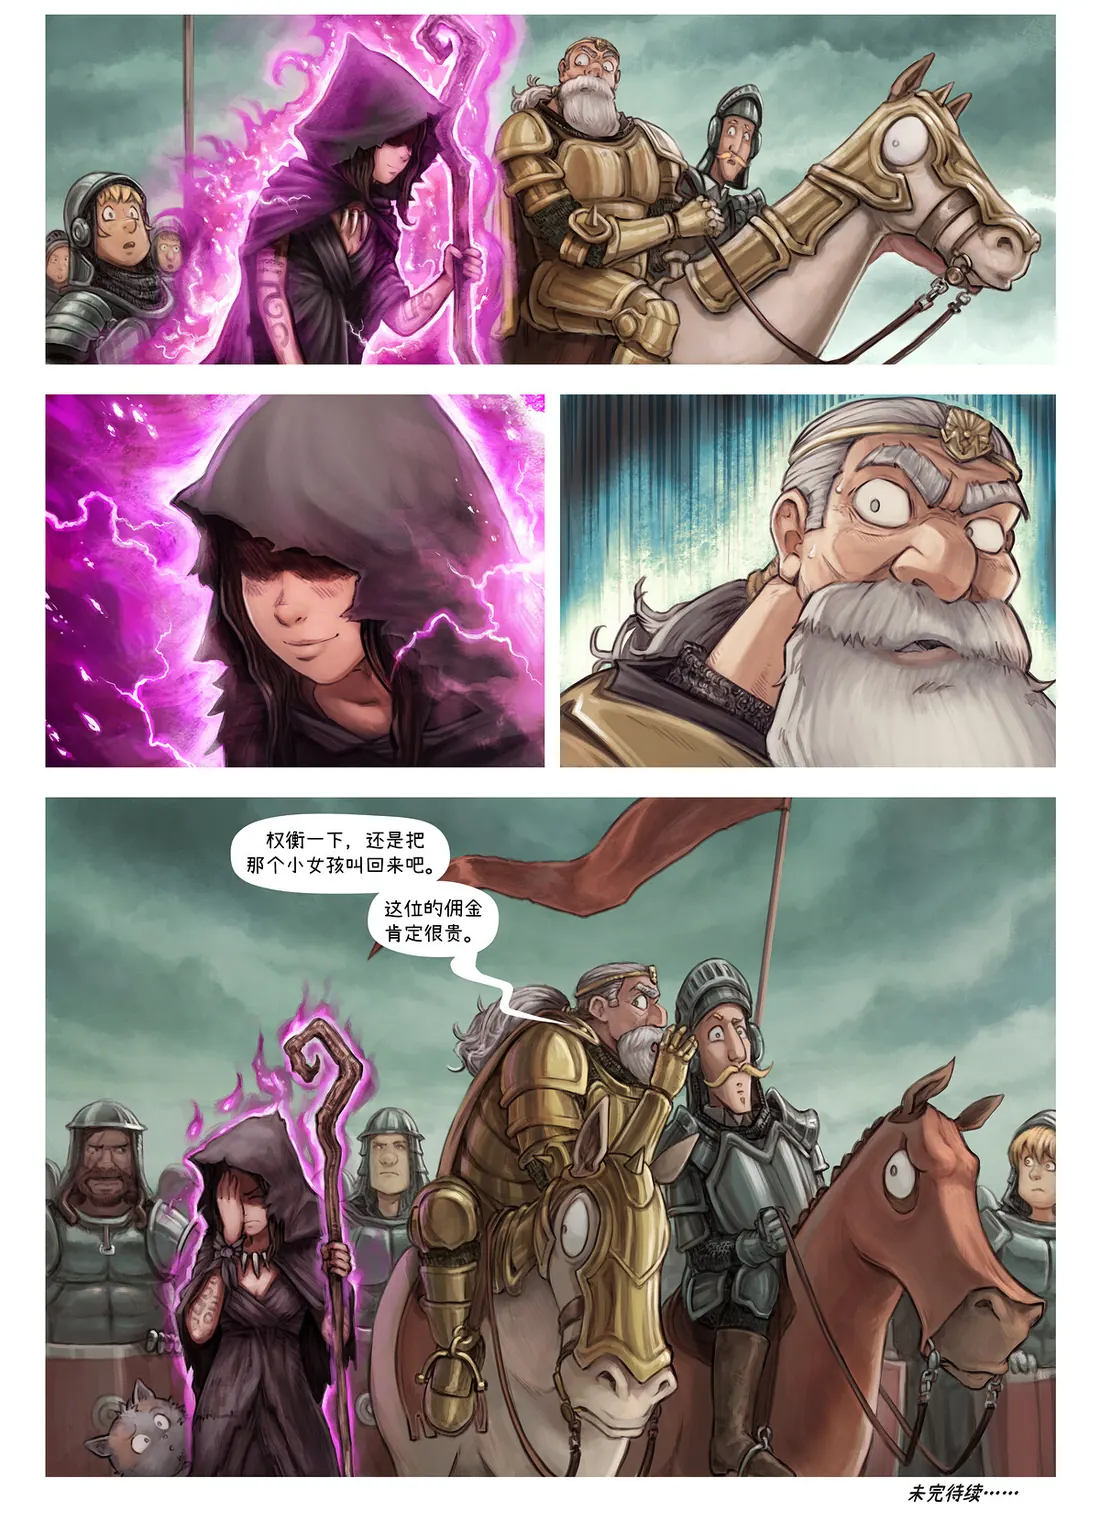 权衡一下，还是把
那个小女孩叫回来吧。
这位的佣金
肯定很贵。
未完待续……